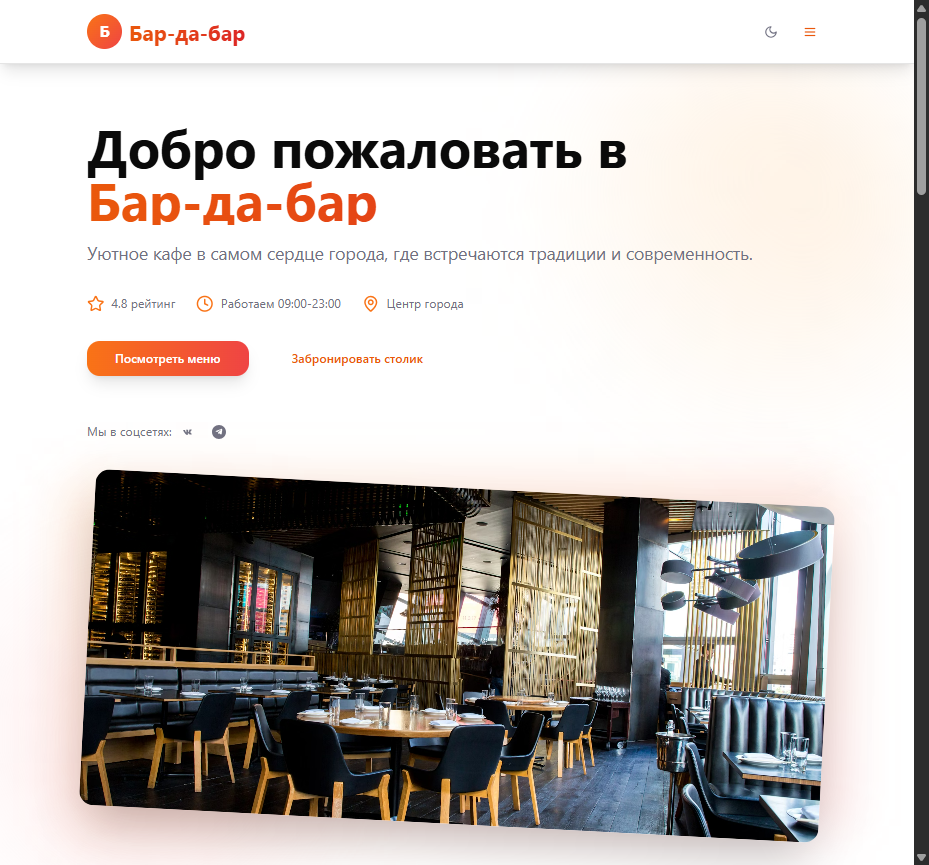 Б Бар-да-бар
Добро пожаловать в
Бар-да-бар
Уютное кафе в самом сердце города, где встречаются традиции и современность.
4.8 рейтинг Работаем 09:00-23:00 Центр города
Посмотреть меню Забронировать столик
Мы в соцсетях: